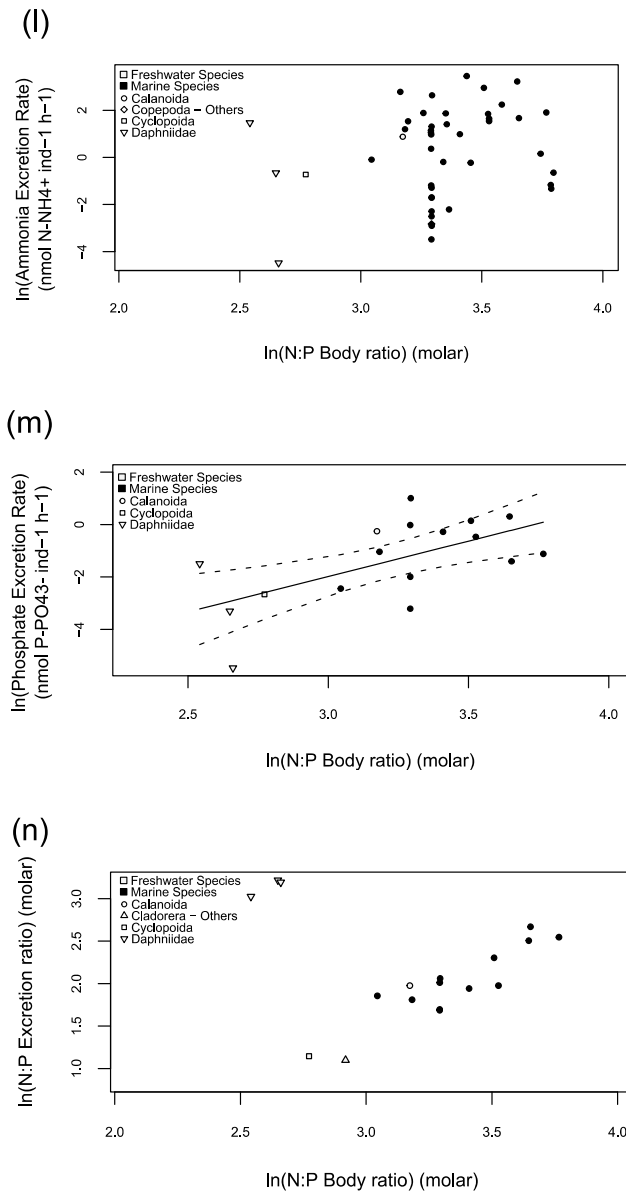 (l)
ln(Ammonia Excretion Rate)
(nmol N-NH4+ ind-1 h-1)
2
0
-2
-4
Freshwater Species
Marine Species
Calanoida
Copepoda - Others
Cyclopoida
Daphniidae
2.0 2.5 3.0 3.5 4.0
ln(N:P Body ratio) (molar)
(m)
ln(Phosphate Excretion Rate)
(nmol P-PO43- ind-1 h-1)
2
0
-2
-4
Freshwater Species
Marine Species
Calanoida
Cyclopoida
Daphniidae
2.5 3.0 3.5 4.0
ln(N:P Body ratio) (molar)
(n)
ln(N:P Excretion ratio) (molar)
3.0
2.5
2.0
1.5
1.0
Freshwater Species
Marine Species
Calanoida
Cladorera - Others
Cyclopoida
Daphniidae
2.0 2.5 3.0 3.5 4.0
ln(N:P Body ratio) (molar)